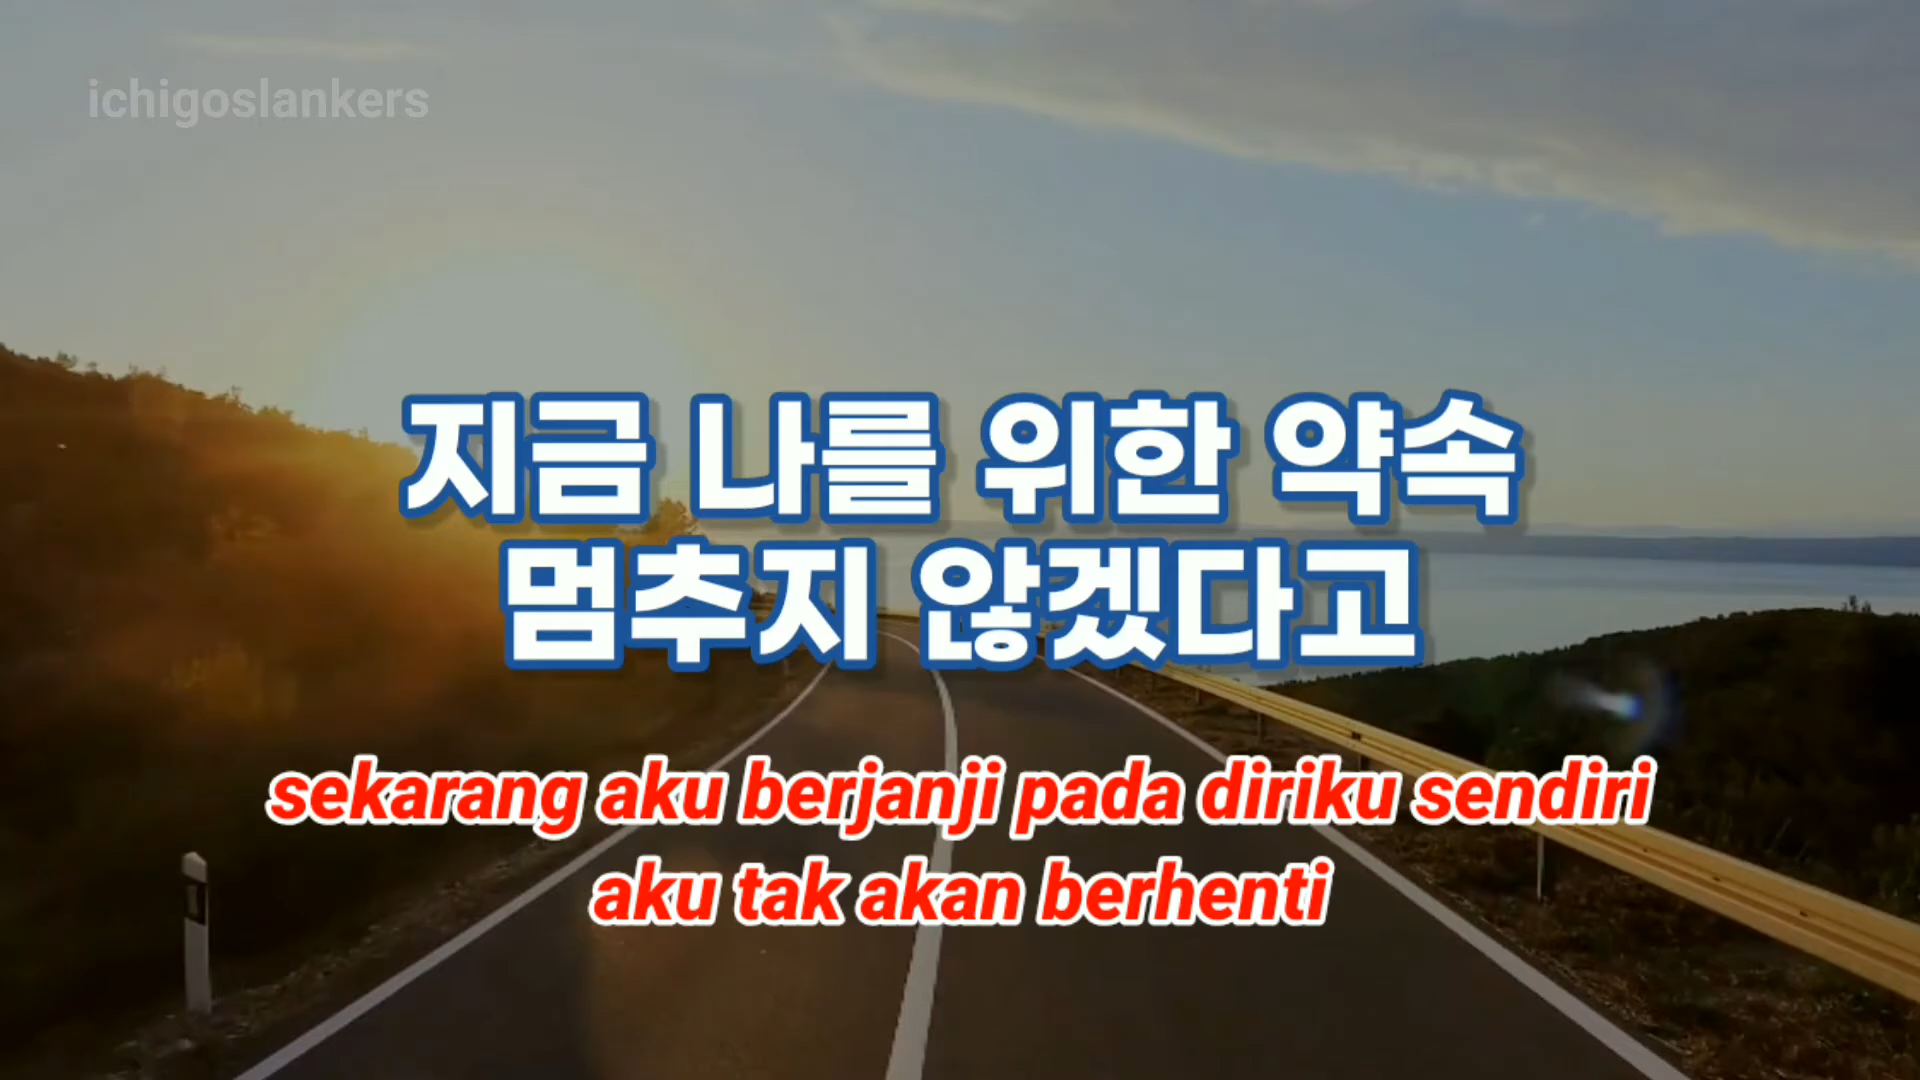 ichigoslankers
지금 나를 위한 약속
멈추지 않겠다고
sekarang aku berjanji pada diriku sendiri
aku tak akan berhenti